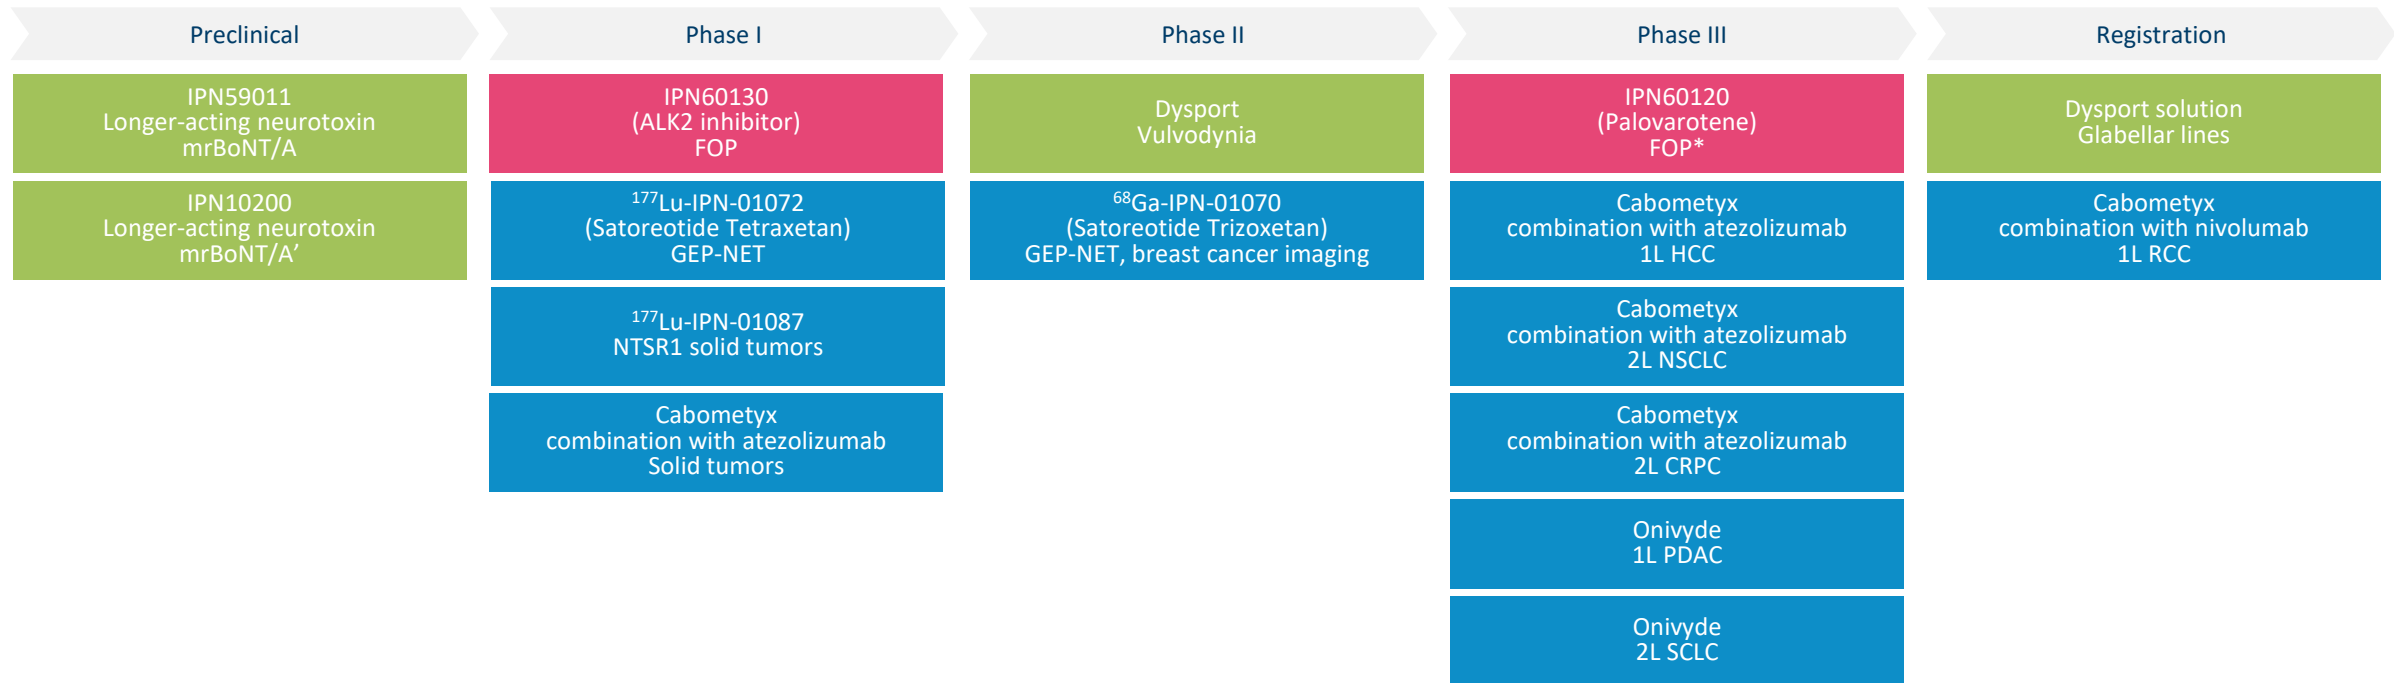 Preclinical
Phase I
Phase II
Phase III
Registration
IPN59011
Longer-acting neurotoxin
mrBoNT/A
IPN10200
Longer-acting neurotoxin
mrBoNT/A’
IPN60130
(ALK2 inhibitor)
FOP
¹⁷⁷Lu-IPN-01072
(Satoreotide Tetraxetan)
GEP-NET
¹⁷⁷Lu-IPN-01087
NTSR1 solid tumors
Cabometyx
combination with atezolizumab
Solid tumors
Dysport
Vulvodynia
⁶⁸Ga-IPN-01070
(Satoreotide Trizoxetan)
GEP-NET, breast cancer imaging
IPN60120
(Palovarotene)
FOP*
Cabometyx
combination with atezolizumab
1L HCC
Cabometyx
combination with atezolizumab
2L NSCLC
Cabometyx
combination with atezolizumab
2L CRPC
Onivyde
1L PDAC
Onivyde
2L SCLC
Dysport solution
Glabellar lines
Cabometyx
combination with nivolumab
1L RCC